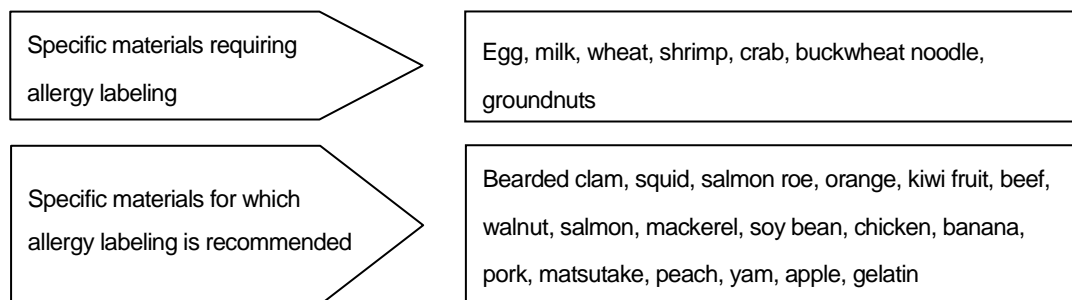 Specific materials requiring
allergy labeling
Egg, milk, wheat, shrimp, crab, buckwheat noodle,
groundnuts
Specific materials for which
allergy labeling is recommended
Bearded clam, squid, salmon roe, orange, kiwi fruit, beef,
walnut, salmon, mackerel, soy bean, chicken, banana,
pork, matsutake, peach, yam, apple, gelatin